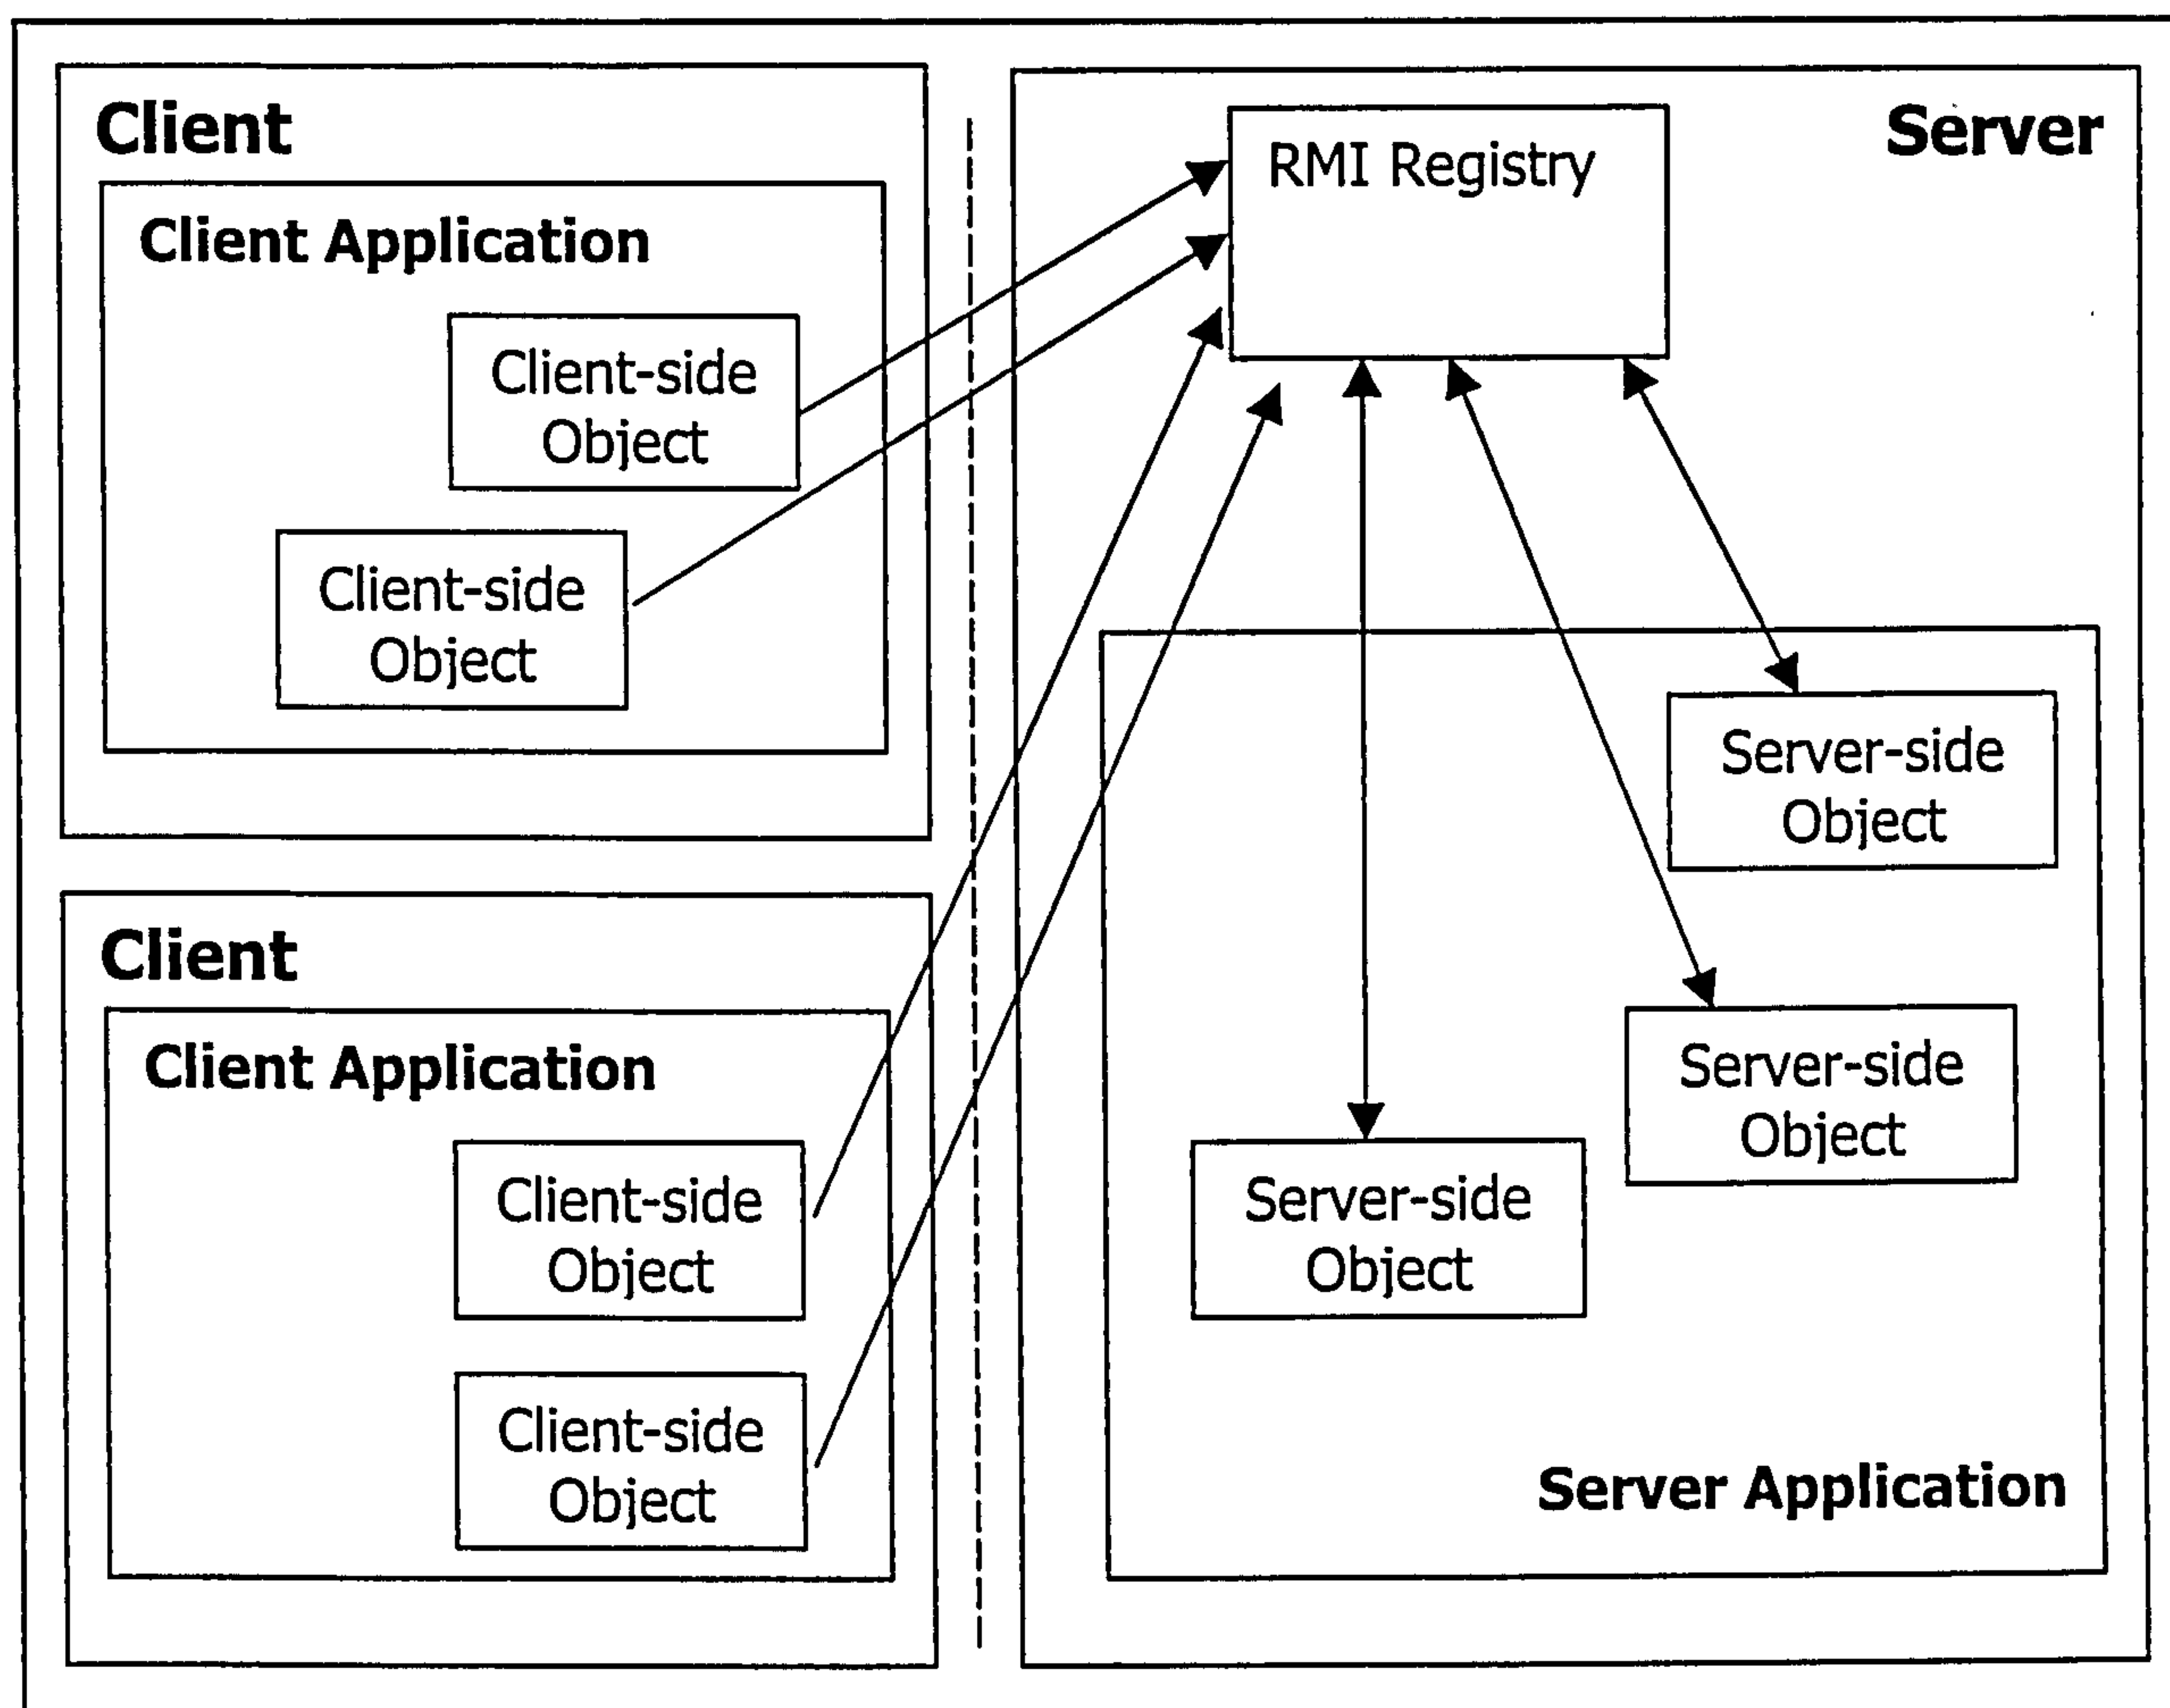 Client
Client Application
Client-side
Object
Client-side
Object
Client
Client Application
Client-side
Object
Client-side
Object
Server
RMI Registry
Server-side
Object
Server-side
Object
Server-side
Object
Server Application